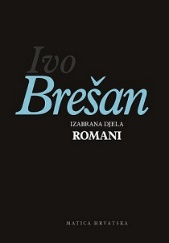 Ivo
Brešan
IZABRANA DJELA
ROMANI
MATICA HRVATSKA